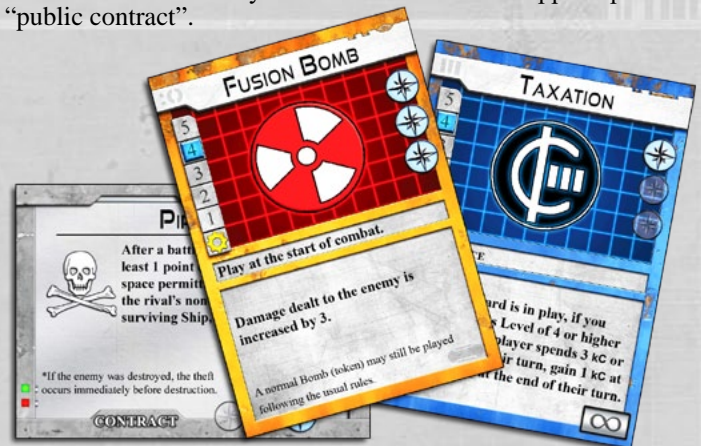 “public contract”.
FUSION BOMB
5
4
3
2
1
Play at the start of combat.
Damage dealt to the enemy is
increased by 3.
A normal Bomb (token) may still be played
following the usual rules.
TAXATION
5
4
ard is in play, if you
s Level of 4 or higher
player spends 3 KC or
ir turn, gain 1 KC at
t the end of their turn.
After a batt
least 1 point
space permitt
the rival's non
surviving Ship,
*If the enemy was destroyed, the theft
occurs immediately before destruction.
CONTRACT